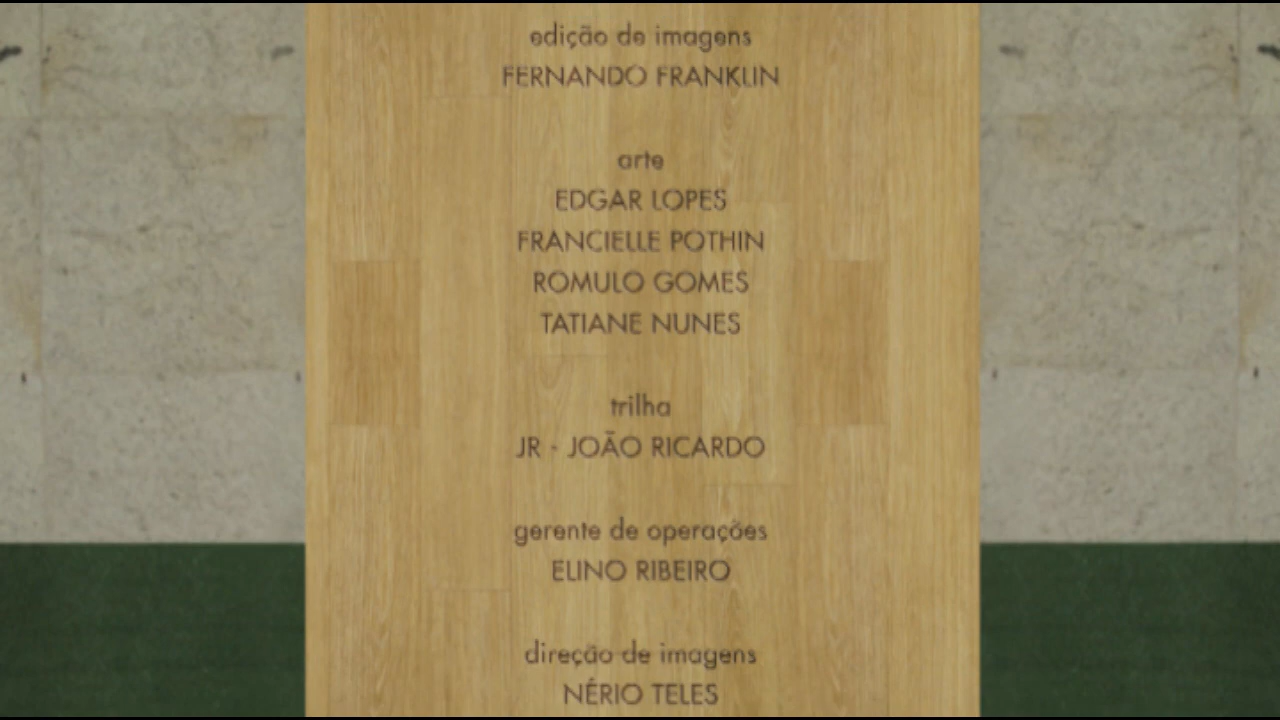 edição de imagens
FERNANDO FRANKLIN
arte
EDGAR LOPES
FRANCIELLE POTHIN
ROMULO GOMES
TATIANE NUNES
trilha
JR - JOÃO RICARDO
gerente de operações
ELINO RIBEIRO
direção de imagens
NÉRIO TELES